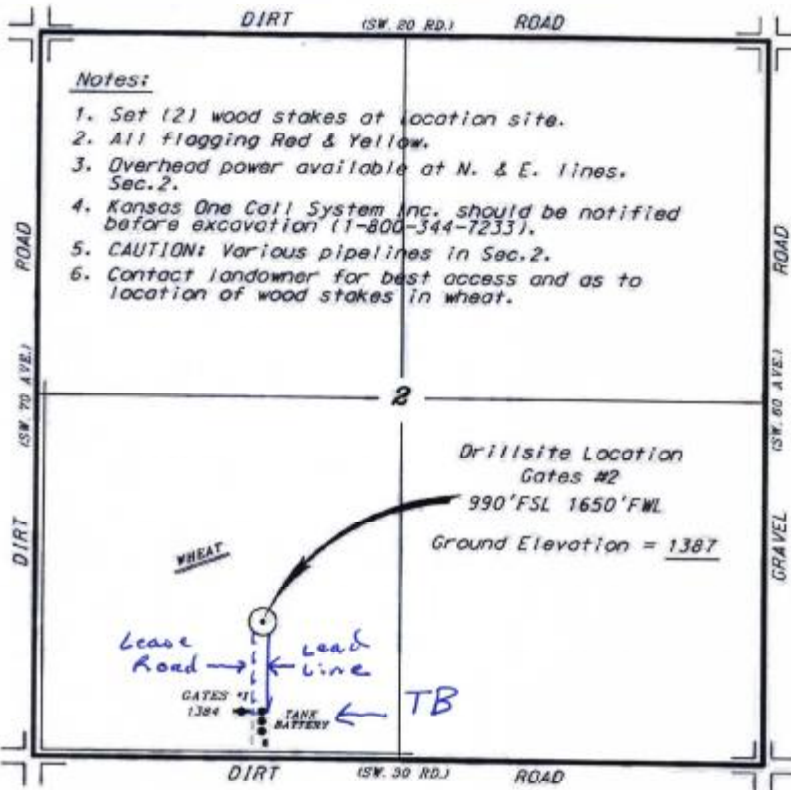 DIRT (SW. 20 RD.) ROAD
Notes:
1. Set (2) wood stakes at location site.
2. All flagging Red & Yellow.
3. Overhead power available at N. & E. lines.
Sec.2.
4. Kansas One Call System Inc. should be notified
before excavation (1-800-344-7233).
5. CAUTION: Various pipelines in Sec.2.
6. Contact landowner for best access and as to
location of wood stakes in wheat.
ROAD
(SW. 70 AVE.)
DIRT
ROAD
(SW. 60 AVE.)
GRAVEL
2
Drillsite Location
Gates #2
990'FSL 1650'FWL
Ground Elevation = 1387
WHEAT
Lease
Road
Lead
Line
GATES #1
1384
TANK
BATTERY
TB
DIRT (SW. 30 RD.) ROAD